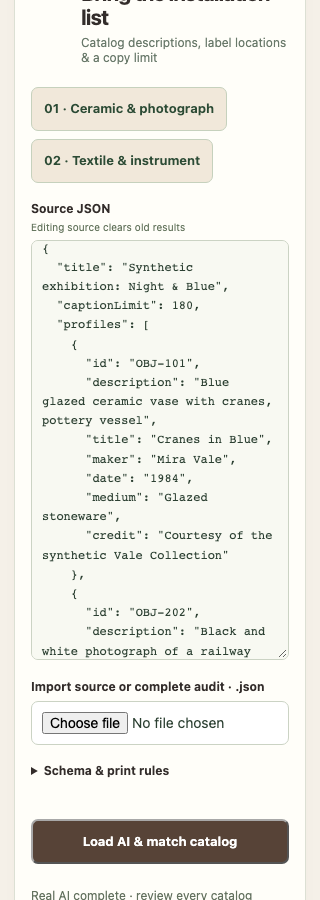 list
Catalog descriptions, label locations
& a copy limit
01 · Ceramic & photograph
02 · Textile & instrument
Source JSON
Editing source clears old results
{
"title": "Synthetic
exhibition: Night & Blue",
"captionLimit": 180,
"profiles": [
{
"id": "OBJ-101",
"description": "Blue
glazed ceramic vase with cranes,
pottery vessel",
"title": "Cranes in Blue",
"maker": "Mira Vale",
"date": "1984",
"medium": "Glazed
stoneware",
"credit": "Courtesy of the
synthetic Vale Collection"
},
{
"id": "OBJ-202",
"description": "Black and
white photograph of a railway
Import source or complete audit · .json
Choose file No file chosen
▶ Schema & print rules
Load AI & match catalog
Real AI complete · review every catalog